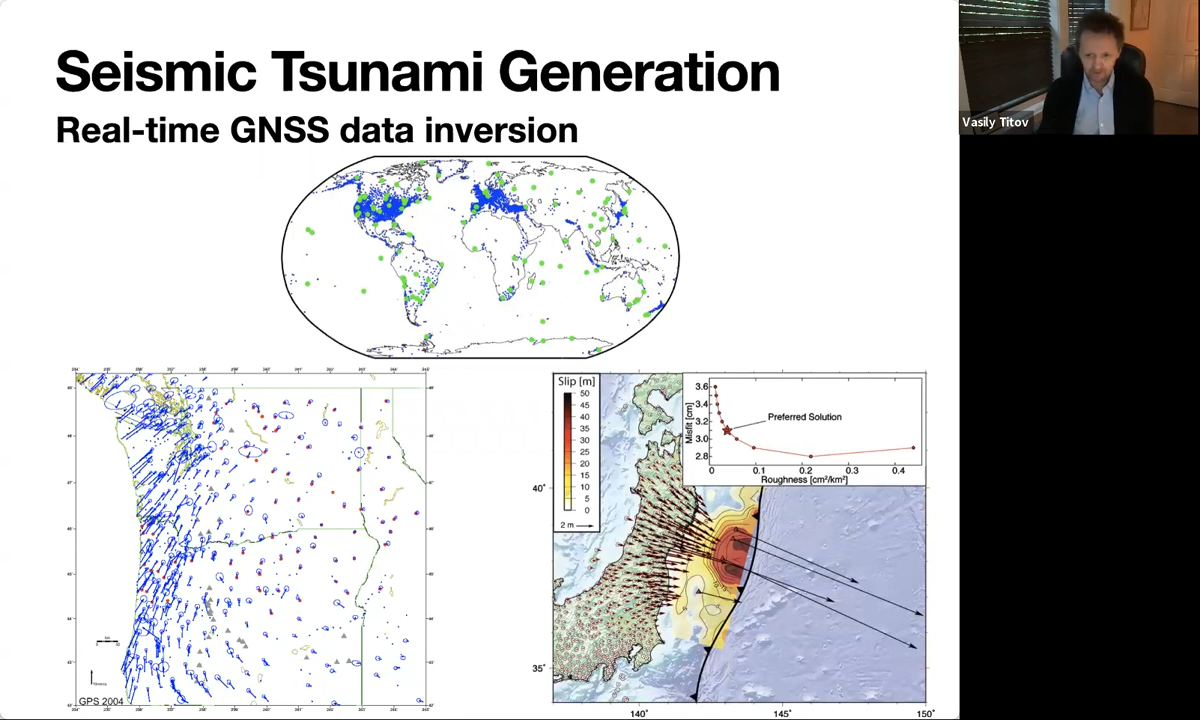 Seismic Tsunami Generation
Real-time GNSS data inversion
Vasily Titov
GPS 2004
Slip [m]
50
45
40
35
30
25
20
15
10
5
0
2 m
3.6
3.4
3.2
3.0
2.8
Misfit [cm]
Preferred Solution
0
0.1
0.2
0.3
0.4
Roughness [cm²/km²]
40°
35°
140°
145°
150°